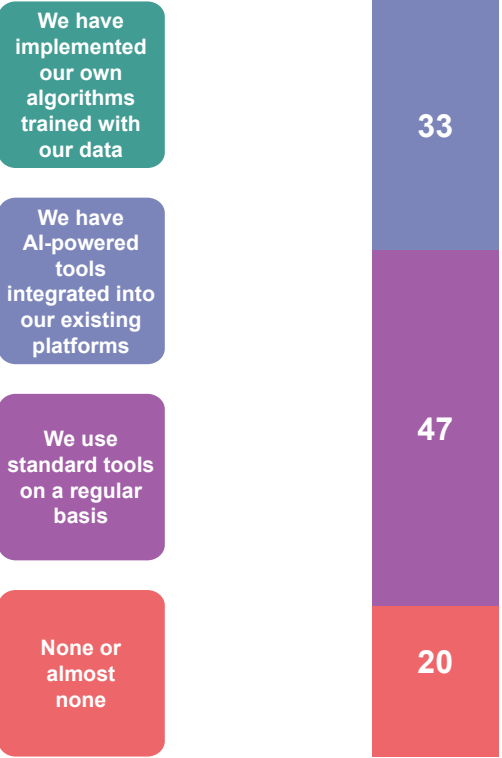 We have
implemented
our own
algorithms
trained with
our data
We have
AI-powered
tools
integrated into
our existing
platforms
We use
standard tools
on a regular
basis
None or
almost
none
33
47
20